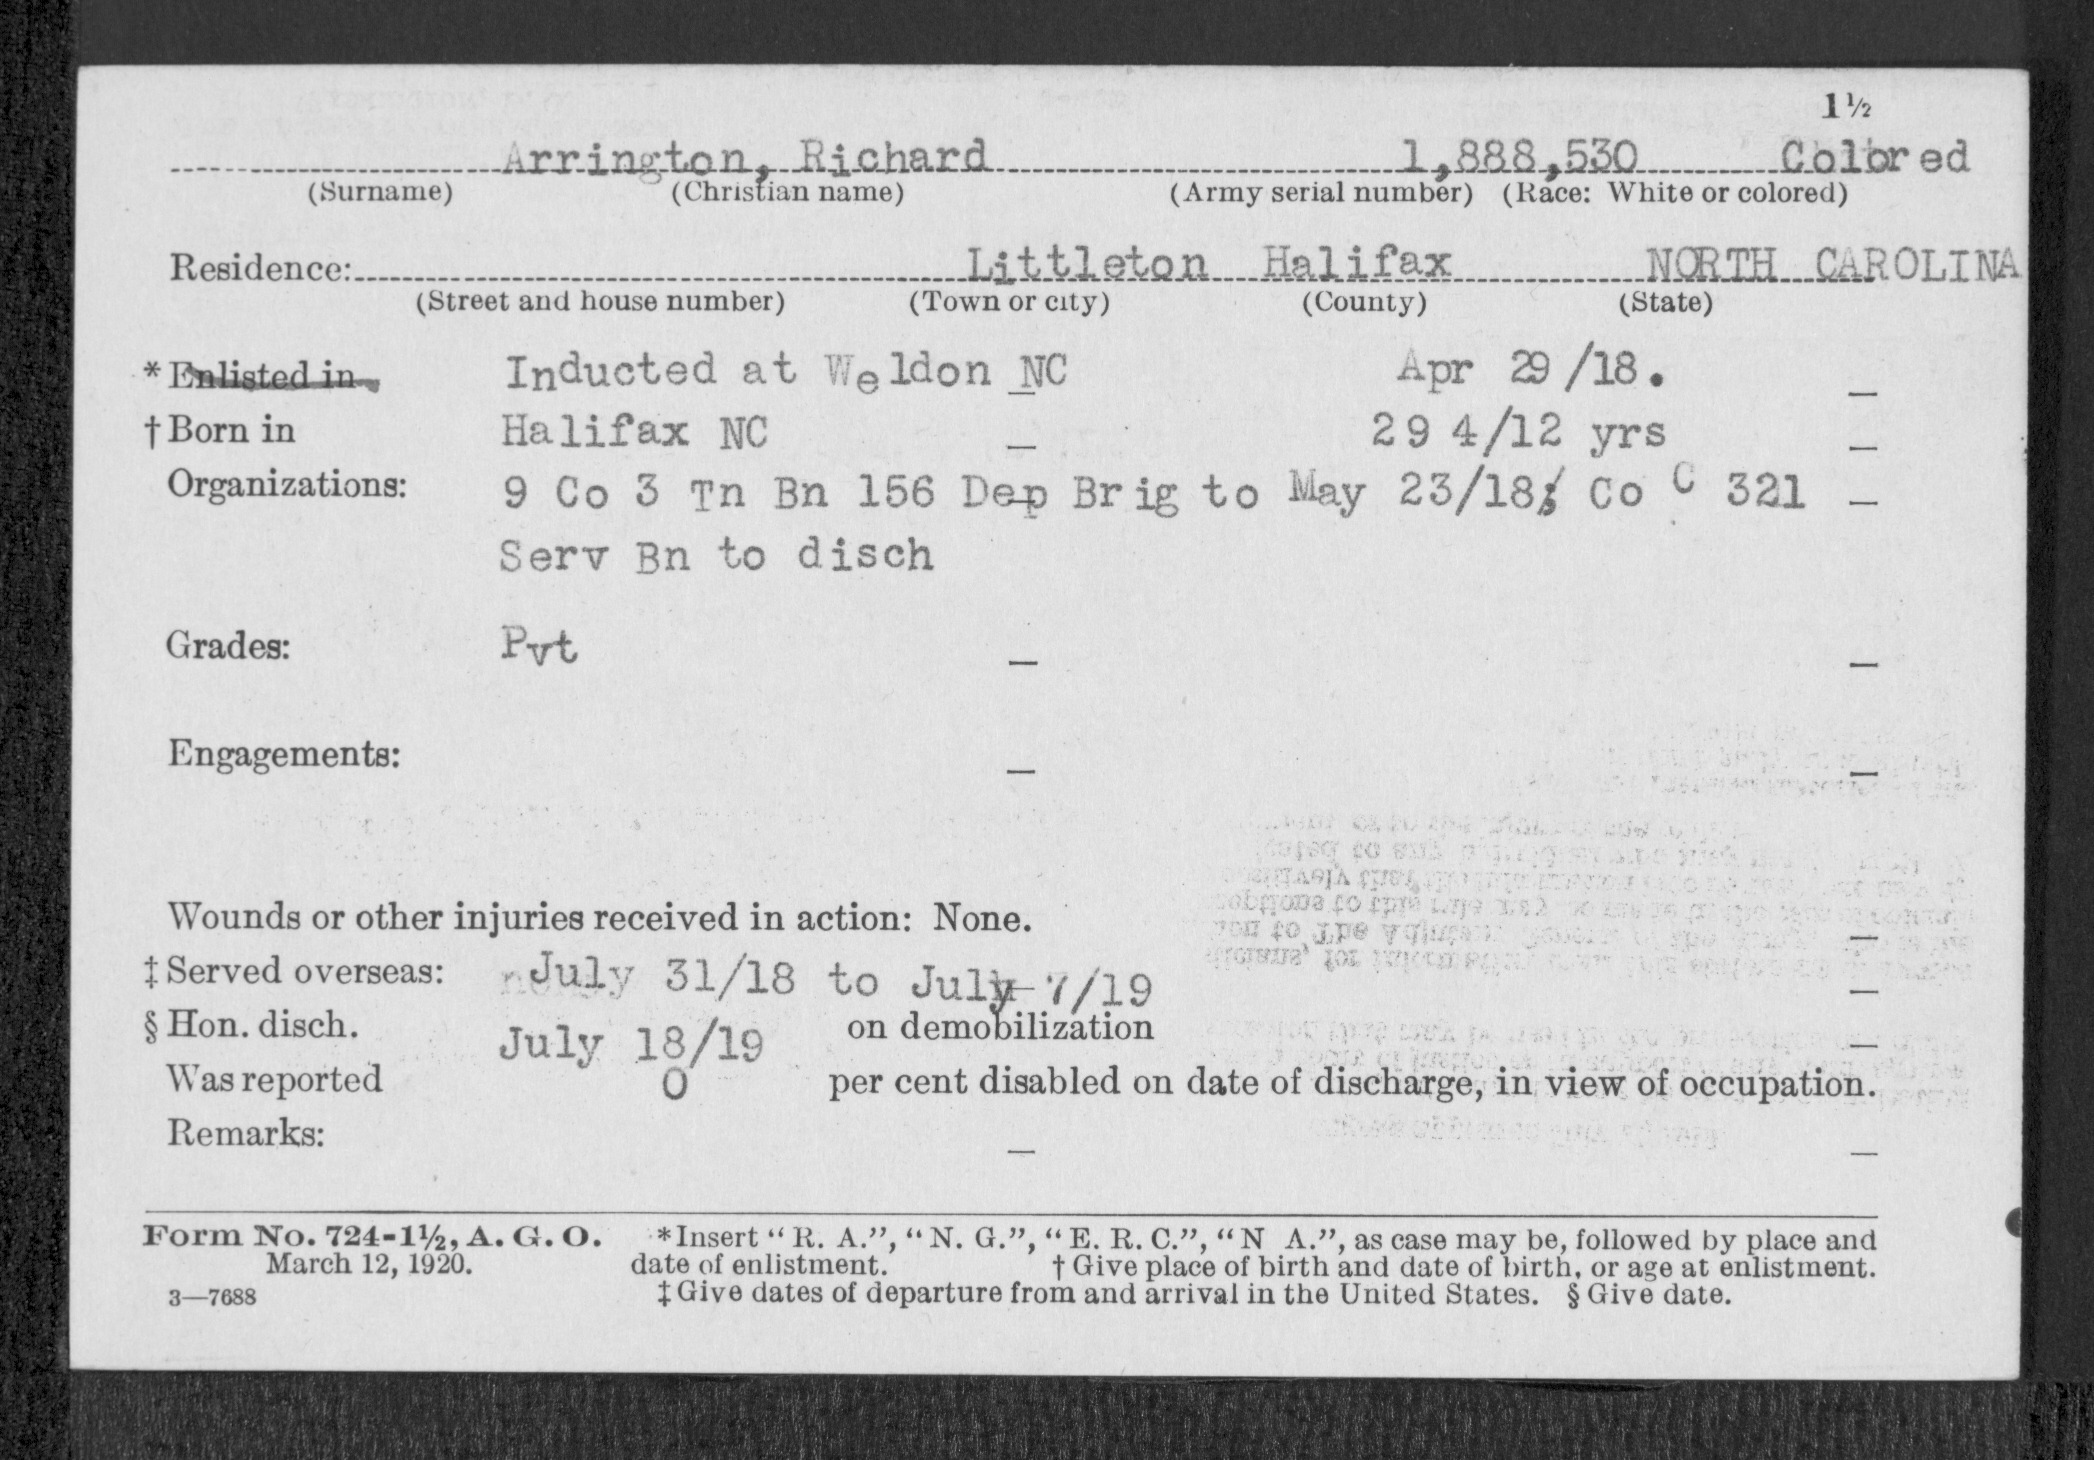 1½
Arrington, Richard 1,888,530 Colored
(Surname) (Christian name) (Army serial number) (Race: White or colored)
Residence: Littleton Halifax NORTH CAROLINA
(Street and house number) (Town or city) (County) (State)
*Enlisted in Inducted at Weldon NC Apr 29/18.
†Born in Halifax NC 29 4/12 yrs
Organizations: 9 Co 3 Tn Bn 156 Dep Brig to May 23/18; Co C 321
Serv Bn to disch
Grades: Pvt
Engagements:
Wounds or other injuries received in action: None.
‡Served overseas: July 31/18 to July 7/19
§Hon. disch. July 18/19 on demobilization
Was reported 0 per cent disabled on date of discharge, in view of occupation.
Remarks:
Form No. 724-1½, A. G. O. *Insert “R. A.”, “N. G.”, “E. R. C.”, “N A.”, as case may be, followed by place and
March 12, 1920. date of enlistment. †Give place of birth and date of birth, or age at enlistment.
3—7688 ‡Give dates of departure from and arrival in the United States. §Give date.